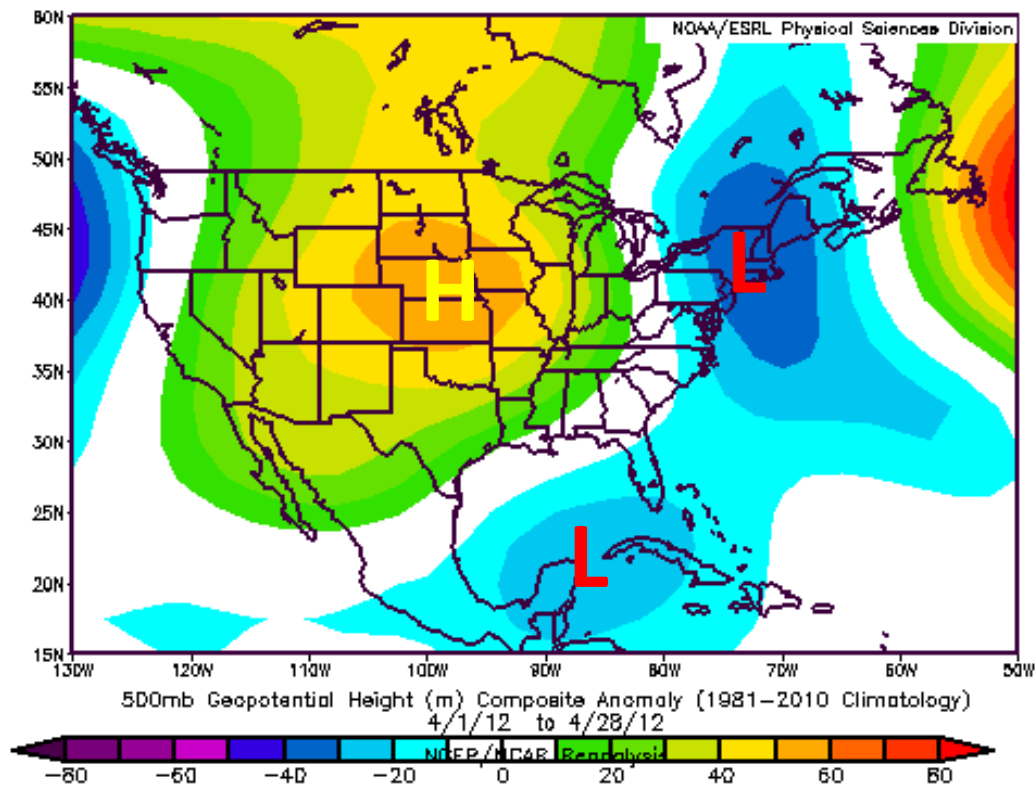 NOAA/ESRL Physical Sciences Division
60N
55N
50N
45N
40N
35N
30N
25N
20N
15N
H
L
L
130W 120W 110W 100W 90W 80W 70W 60W 50W
500mb Geopotential Height (m) Composite Anomaly (1981-2010 Climatology)
4/1/12 to 4/28/12
NCEP/NCAR Reanalysis
-80 -60 -40 -20 0 20 40 60 80